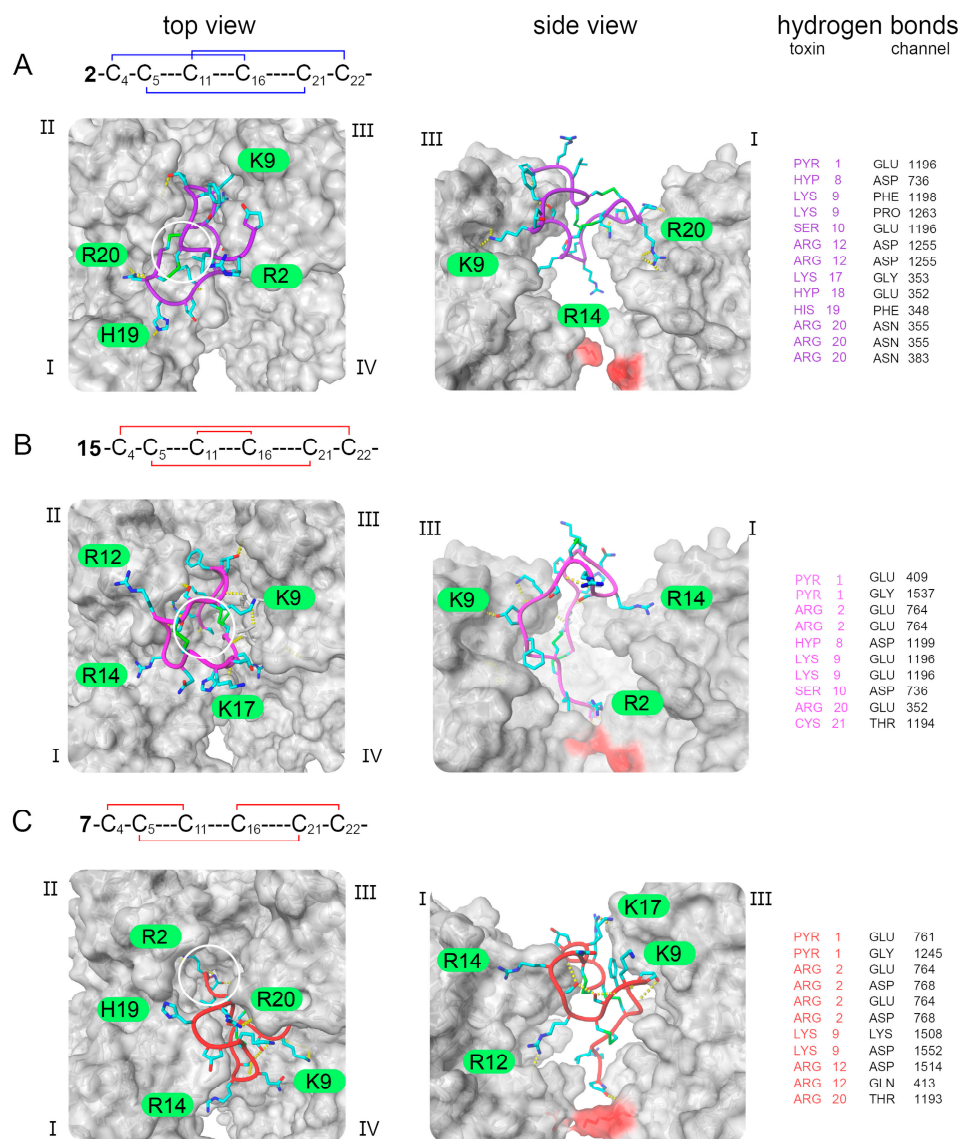 top view side view hydrogen bonds
toxin channel
A
2-C4-C5---C11----C16-----C21-C22-
II III
K9
R20
R2
H19
I IV
III I
K9
R20
R14
PYR 1 GLU 1196
HYP 8 ASP 736
LYS 9 PHE 1198
LYS 9 PRO 1263
SER 10 GLU 1196
ARG 12 ASP 1255
ARG 12 ASP 1255
LYS 17 GLY 353
HYP 18 GLU 352
HIS 19 PHE 348
ARG 20 ASN 355
ARG 20 ASN 355
ARG 20 ASN 383
B
15-C4-C5---C11----C16-----C21-C22-
II III
R12
K9
R14
K17
I IV
III I
K9
R14
R2
PYR 1 GLU 409
PYR 1 GLY 1537
ARG 2 GLU 764
ARG 2 GLU 764
HYP 8 ASP 1199
LYS 9 GLU 1196
LYS 9 GLU 1196
SER 10 ASP 736
ARG 20 GLU 352
CYS 21 THR 1194
C
7-C4-C5---C11----C16-----C21-C22-
II III
R2
H19
R20
K9
R14
I IV
I III
K17
R14
K9
R12
PYR 1 GLU 761
PYR 1 GLY 1245
ARG 2 GLU 764
ARG 2 ASP 768
ARG 2 GLU 764
ARG 2 ASP 768
LYS 9 LYS 1508
LYS 9 ASP 1552
ARG 12 ASP 1514
ARG 12 GLN 413
ARG 20 THR 1193